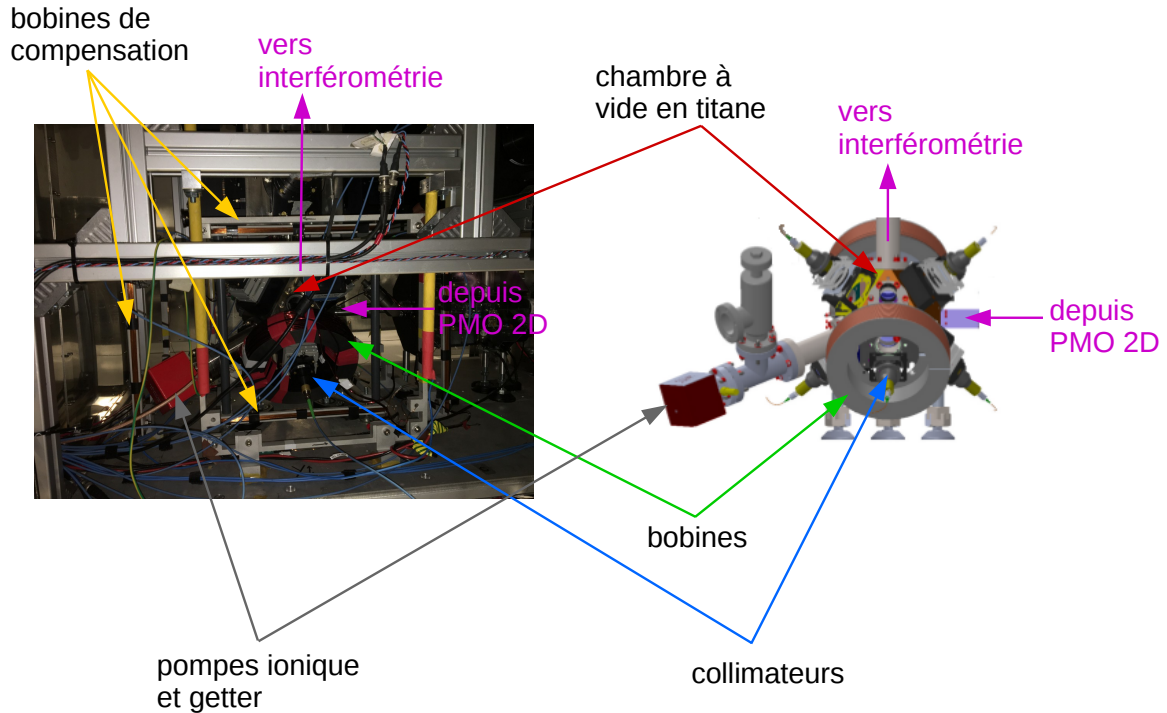 bobines de
compensation
vers
interférométrie
chambre à
vide en titane
vers
interférométrie
depuis
PMO 2D
depuis
PMO 2D
bobines
pompes ionique
et getter
collimateurs